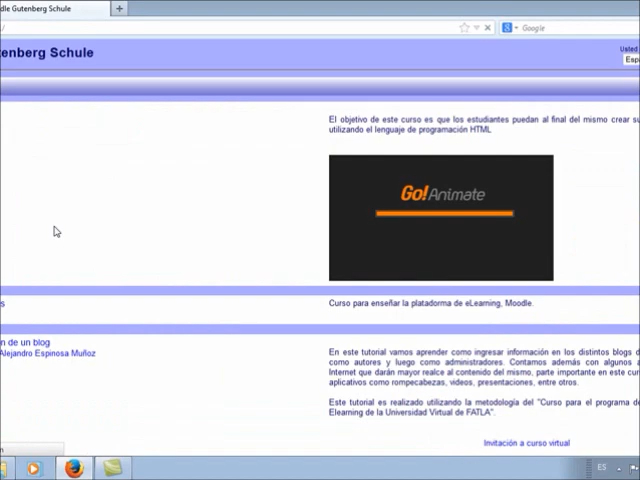 dle Gutenberg Schule
Google
tenberg Schule
Usted
Esp
El objetivo de este curso es que los estudiantes puedan al final del mismo crear su
utilizando el lenguaje de programación HTML
Go!Animate
s
Curso para enseñar la platadorma de eLearning, Moodle.
n de un blog
Alejandro Espinosa Muñoz
En este tutorial vamos aprender como ingresar información en los distintos blogs d
como autores y luego como administradores. Contamos además con algunos a
Internet que darán mayor realce al contenido del mismo, parte importante en este cur
aplicativos como rompecabezas, videos, presentaciones, entre otros.
Este tutorial es realizado utilizando la metodología del "Curso para el programa de
Elearning de la Universidad Virtual de FATLA".
Invitación a curso virtual
n
ES